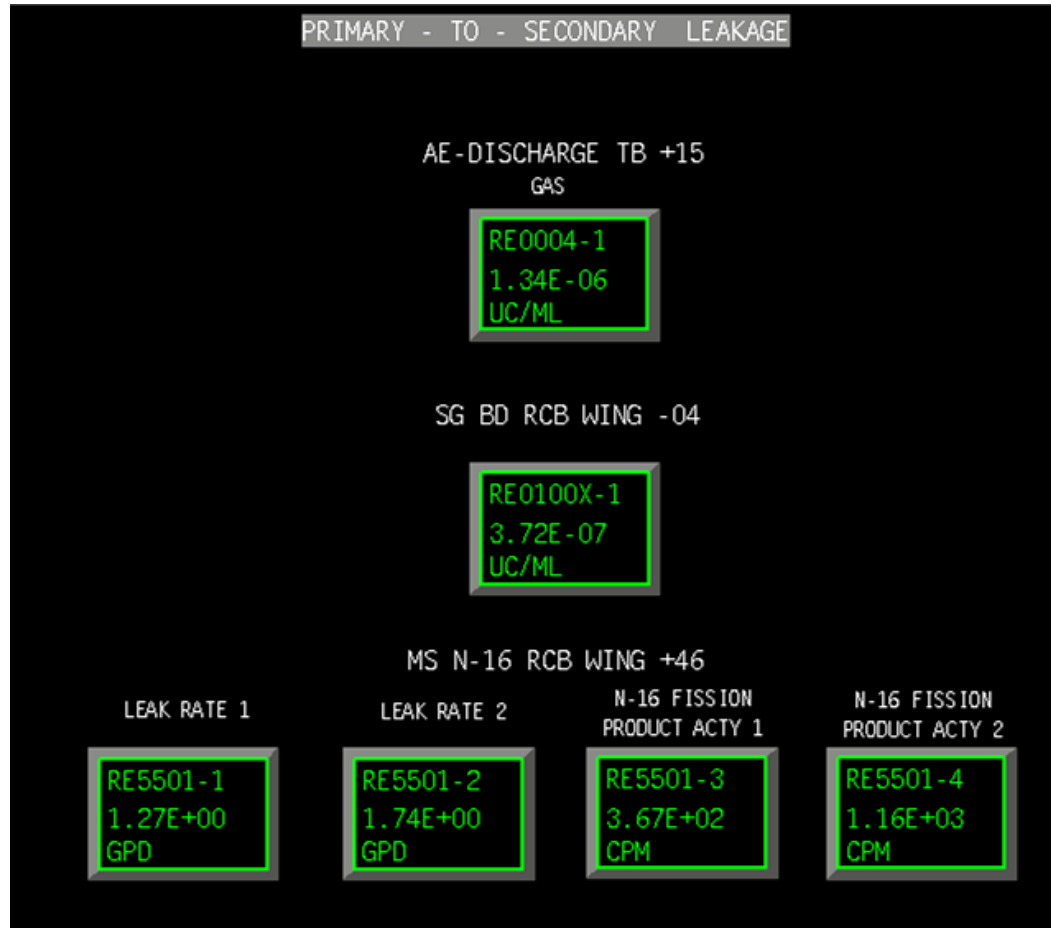 PRIMARY - TO - SECONDARY LEAKAGE
AE-DISCHARGE TB +15
GAS
RE0004-1
1.34E-06
UC/ML
SG BD RCB WING -04
RE0100X-1
3.72E-07
UC/ML
MS N-16 RCB WING +46
LEAK RATE 1
RE5501-1
1.27E+00
GPD
LEAK RATE 2
RE5501-2
1.74E+00
GPD
N-16 FISSION
PRODUCT ACTY 1
RE5501-3
3.67E+02
CPM
N-16 FISSION
PRODUCT ACTY 2
RE5501-4
1.16E+03
CPM